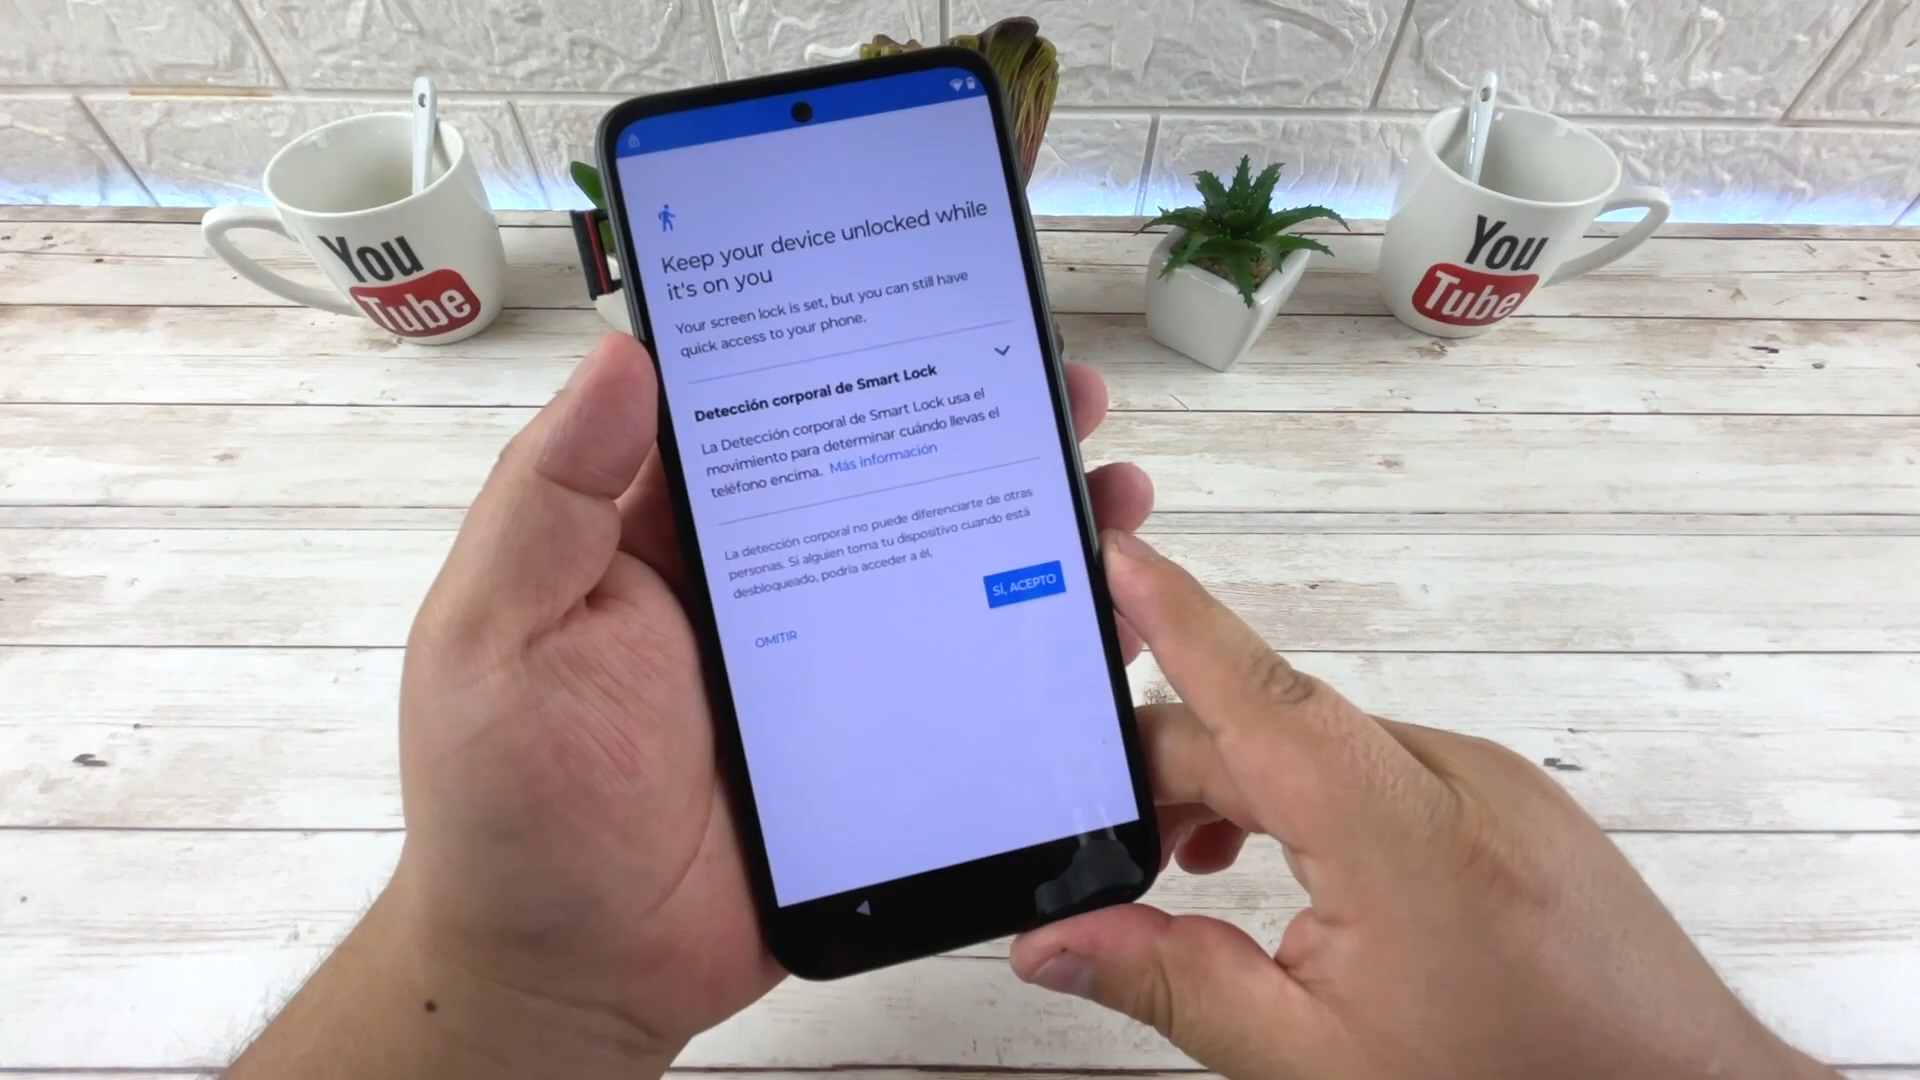 Keep your device unlocked while
it's on you
Your screen lock is set, but you can still have
quick access to your phone.
Detección corporal de Smart Lock
La Detección corporal de Smart Lock usa el
movimiento para determinar cuándo llevas el
teléfono encima. Más información
La detección corporal no puede diferenciarte de otras
personas. Si alguien toma tu dispositivo cuando está
desbloqueado, podría acceder a él.
SÍ, ACEPTO
OMITIR
You
Tube
You
Tube